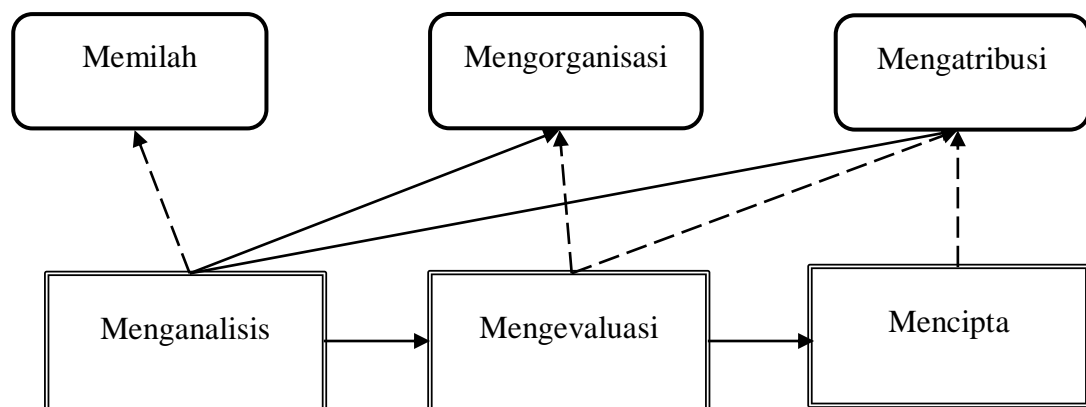 Memilah
Mengorganisasi
Mengatribusi
Menganalisis
Mengevaluasi
Mencipta